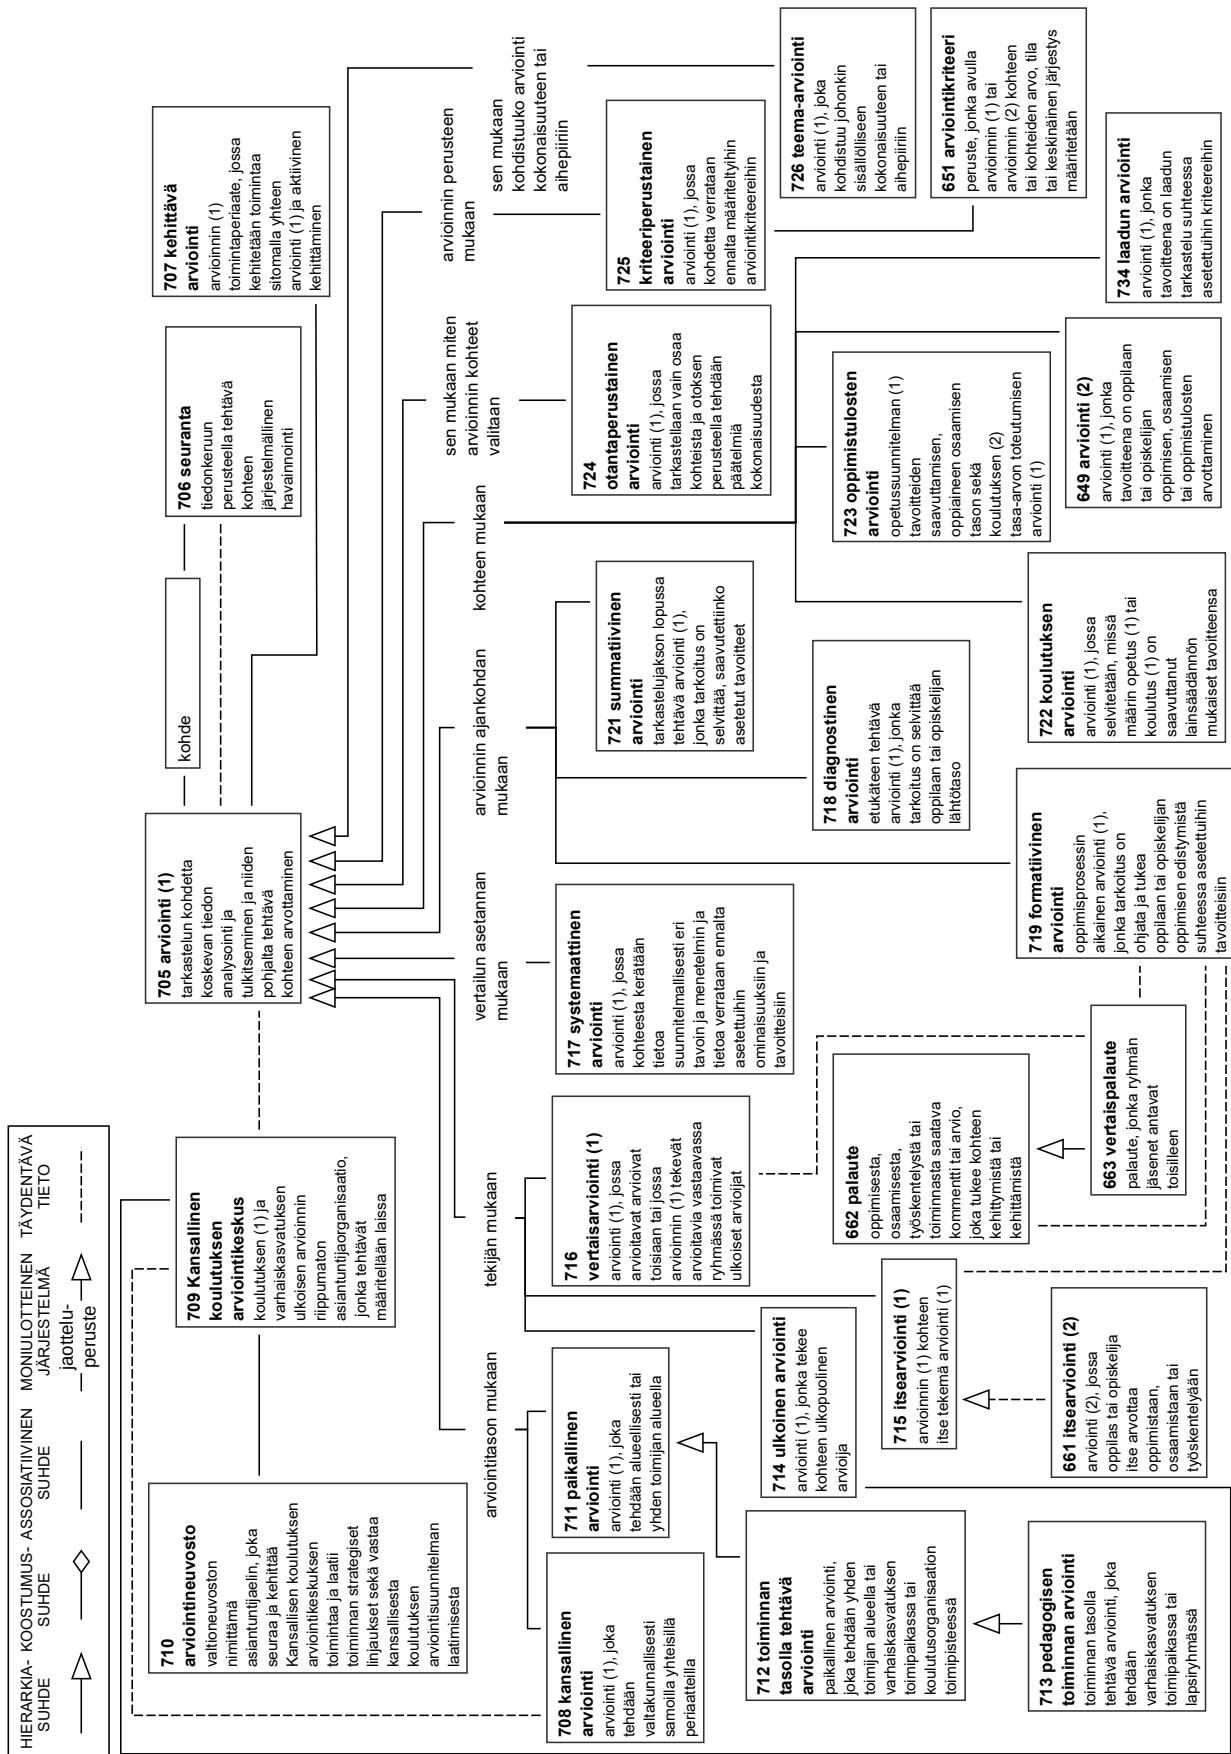 HIERARKIA- KOOSTUMUS- ASSOSIATIIVINEN MONIULOTTEINEN TÄYDENTÄVÄ
SUHDE SUHDE SUHDE JÄRJESTELMÄ TIETO
jaottelu-
peruste
710
arviointineuvosto
valtioneuvoston
nimittämä
asiantuntijaelin, joka
seuraa ja kehittää
Kansallisen koulutuksen
arviointikeskuksen
toimintaa ja laatii
toiminnan strategiset
linjaukset sekä vastaa
kansallisesta
koulutuksen
arviointisuunnitelman
laatimisesta
709 Kansallinen
koulutuksen
arviointikeskus
koulutuksen (1) ja
varhaiskasvatuksen
ulkoisen arvioinnin
riippumaton
asiantuntijaorganisaatio,
jonka tehtävät
määritellään laissa
705 arviointi (1)
tarkastelun kohdetta
koskevan tiedon
analysointi ja
tulkitseminen ja niiden
pohjalta tehtävä
kohteen arvottaminen
kohde
706 seuranta
tiedonkeruun
perusteella tehtävä
kohteen
järjestelmällinen
havainnointi
707 kehittävä
arviointi
arvioinnin (1)
toimintaperiaate, jossa
kehitetään toimintaa
sitomalla yhteen
arviointi (1) ja aktiivinen
kehittäminen
arviointitason mukaan
tekijän mukaan
vertailun asetannan
mukaan
arvioinnin ajankohdan
mukaan
kohteen mukaan
sen mukaan miten
arvioinnin kohteet
valitaan
arvioinnin perusteen
mukaan
sen mukaan
kohdistuuko arviointi
kokonaisuuteen tai
aihepiiriin
708 kansallinen
arviointi
arviointi (1), joka
tehdään
valtakunnallisesti
samoilla yhteisillä
periaatteilla
711 paikallinen
arviointi
arviointi (1), joka
tehdään alueellisesti tai
yhden toimijan alueella
716
vertaisarviointi (1)
arviointi (1), jossa
arvioitavat arvioivat
toisiaan tai jossa
arvioinnin (1) tekevät
arvioitavia vastaavassa
ryhmässä toimivat
ulkoiset arvioijat
717 systemaattinen
arviointi
arviointi (1), jossa
kohteesta kerätään
tietoa
suunnitelmallisesti eri
tavoin ja menetelmin ja
tietoa verrataan ennalta
asetettuihin
ominaisuuksiin ja
tavoitteisiin
721 summatiivinen
arviointi
tarkastelujakson lopussa
tehtävä arviointi (1),
jonka tarkoitus on
selvittää, saavutettiinko
asetetut tavoitteet
724
otantaperustainen
arviointi
arviointi (1), jossa
tarkastellaan vain osaa
kohteista ja otoksen
perusteella tehdään
päätelmiä
kokonaisuudesta
725
kriteeriperustainen
arviointi
arviointi (1), jossa
kohdetta verrataan
ennalta määriteltyihin
arviointikriteereihin
726 teema-arviointi
arviointi (1), joka
kohdistuu johonkin
sisällölliseen
kokonaisuuteen tai
aihepiiriin
712 toiminnan
tasolla tehtävä
arviointi
paikallinen arviointi,
joka tehdään yhden
toimijan alueella tai
varhaiskasvatuksen
toimipaikassa tai
koulutusorganisaation
toimipisteessä
714 ulkoinen arviointi
arviointi (1), jonka tekee
kohteen ulkopuolinen
arvioija
715 itsearviointi (1)
arvioinnin (1) kohteen
itse tekemä arviointi (1)
662 palaute
oppimisesta,
osaamisesta,
työskentelystä tai
toiminnasta saatava
kommentti tai arvio,
joka tukee kohteen
kehittymistä tai
kehittämistä
718 diagnostinen
arviointi
etukäteen tehtävä
arviointi (1), jonka
tarkoitus on selvittää
oppilaan tai opiskelijan
lähtötaso
723 oppimistulosten
arviointi
opetussuunnitelman (1)
tavoitteiden
saavuttamisen,
oppiaineen osaamisen
tason sekä
koulutuksen (2)
tasa-arvon toteutumisen
arviointi (1)
651 arviointikriteeri
peruste, jonka avulla
arvioinnin (1) tai
arvioinnin (2) kohteen
tai kohteiden arvo, tila
tai keskinäinen järjestys
määritetään
713 pedagogisen
toiminnan arviointi
toiminnan tasolla
tehtävä arviointi, joka
tehdään
varhaiskasvatuksen
toimipaikassa tai
lapsiryhmässä
661 itsearviointi (2)
arviointi (2), jossa
oppilas tai opiskelija
itse arvottaa
oppimistaan,
osaamistaan tai
työskentelyään
663 vertaispalaute
palaute, jonka ryhmän
jäsenet antavat
toisilleen
719 formatiivinen
arviointi
oppimisprosessin
aikainen arviointi (1),
jonka tarkoitus on
ohjata ja tukea
oppilaan tai opiskelijan
oppimisen edistymistä
suhteessa asetettuihin
tavoitteisiin
722 koulutuksen
arviointi
arviointi (1), jossa
selvitetään, missä
määrin opetus (1) tai
koulutus (1) on
saavuttanut
lainsäädännön
mukaiset tavoitteensa
649 arviointi (2)
arviointi (1), jonka
tavoitteena on oppilaan
tai opiskelijan
oppimisen, osaamisen
tai oppimistulosten
arvottaminen
734 laadun arviointi
arviointi (1), jonka
tavoitteena on laadun
tarkastelu suhteessa
asetettuihin kriteereihin